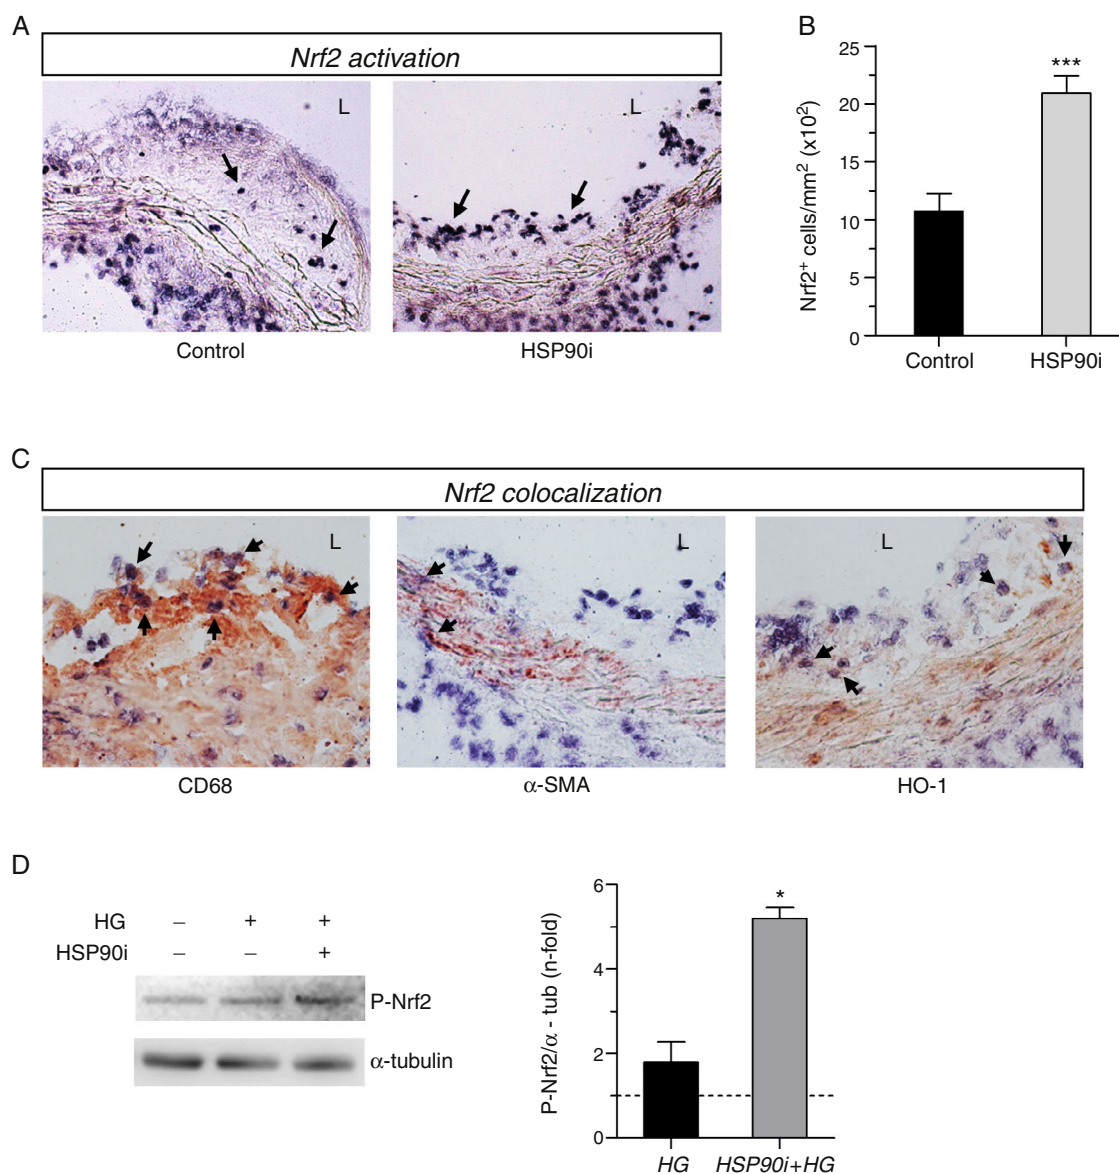 A
Nrf2 activation
L
L
Control
HSP90i
B
25
20
15
10
5
0
Nrf2+ cells/mm2 (x102)
***
Control
HSP90i
C
Nrf2 colocalization
L
L
L
CD68
α-SMA
HO-1
D
HG – + +
HSP90i – – +
P-Nrf2
α-tubulin
6
4
2
0
P-Nrf2/α - tub (n-fold)
*
HG
HSP90i+HG